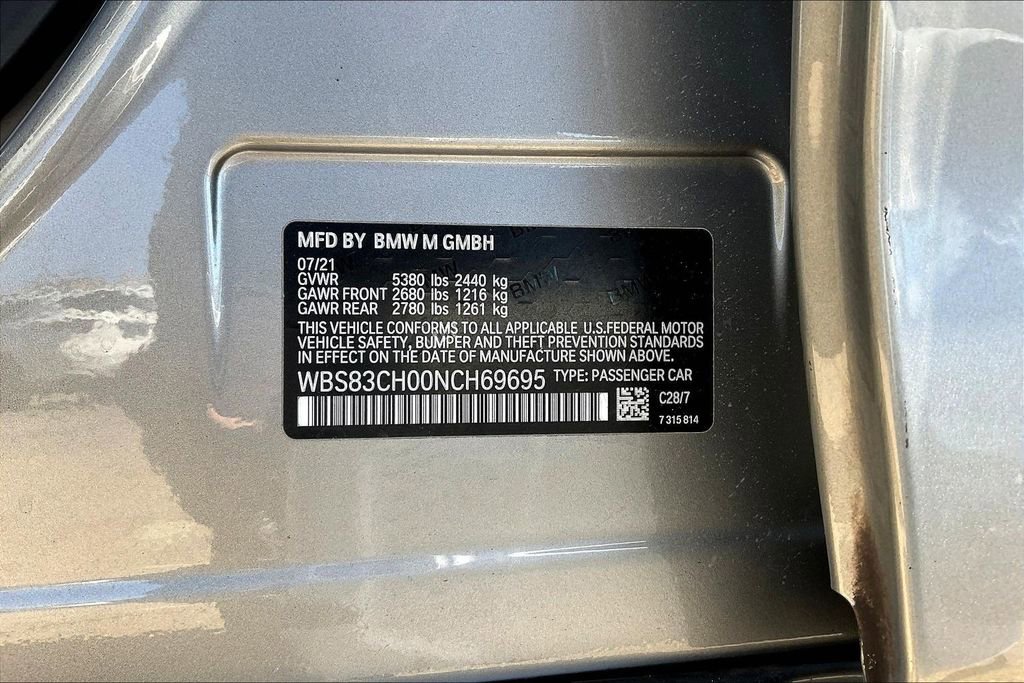 MFD BY BMW M GMBH
07/21
GVWR 5380 lbs 2440 kg
GAWR FRONT 2680 lbs 1216 kg
GAWR REAR 2780 lbs 1261 kg
THIS VEHICLE CONFORMS TO ALL APPLICABLE U.S.FEDERAL MOTOR
VEHICLE SAFETY, BUMPER AND THEFT PREVENTION STANDARDS
IN EFFECT ON THE DATE OF MANUFACTURE SHOWN ABOVE.
WBS83CH00NCH69695 TYPE: PASSENGER CAR
C28/7
7 315 814
BMW
BMW